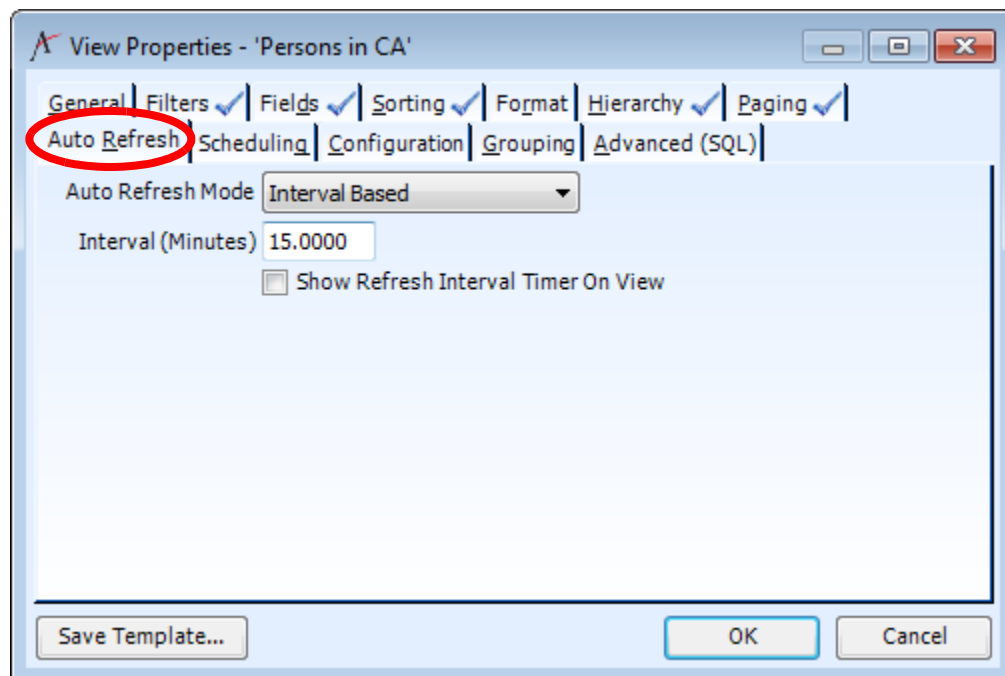 View Properties - 'Persons in CA'
General Filters Fields Sorting Format Hierarchy Paging
Auto Refresh Scheduling Configuration Grouping Advanced (SQL)
Auto Refresh Mode Interval Based
Interval (Minutes) 15.0000
Show Refresh Interval Timer On View
Save Template... OK Cancel